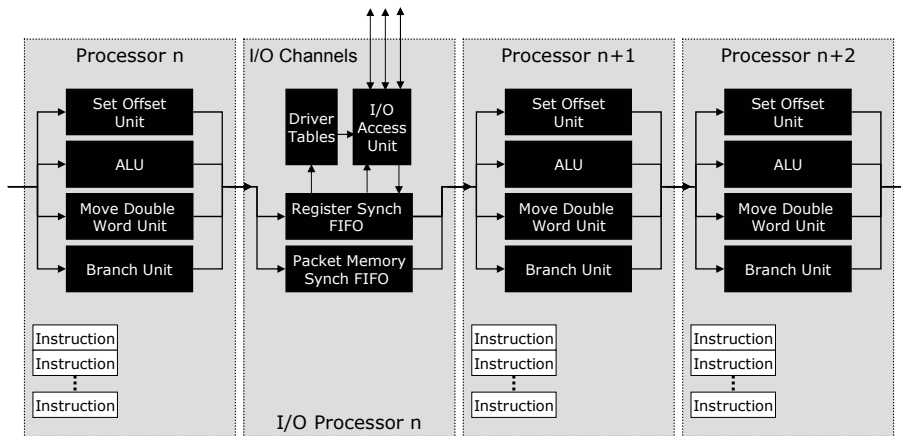 Processor n
Set Offset
Unit
ALU
Move Double
Word Unit
Branch Unit
Instruction
Instruction
Instruction
I/O Channels
Driver
Tables
I/O
Access
Unit
Register Synch
FIFO
Packet Memory
Synch FIFO
I/O Processor n
Processor n+1
Set Offset
Unit
ALU
Move Double
Word Unit
Branch Unit
Instruction
Instruction
Instruction
Processor n+2
Set Offset
Unit
ALU
Move Double
Word Unit
Branch Unit
Instruction
Instruction
Instruction